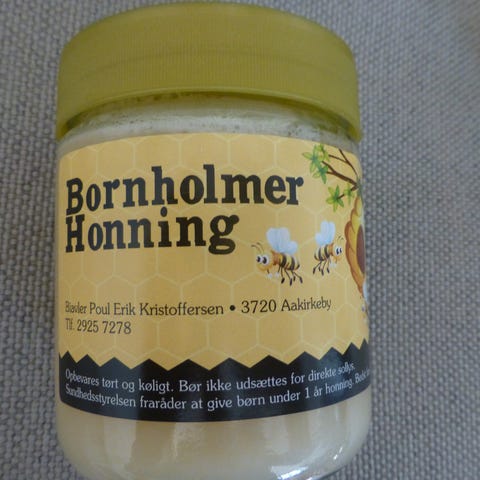 Bornholmer
Honning
Biavler Poul Erik Kristoffersen • 3720 Aakirkeby
Tlf. 2925 7278
Opbevares tørt og køligt. Bør ikke udsættes for direkte sollys.
Sundhedsstyrelsen fraråder at give børn under 1 år honning.